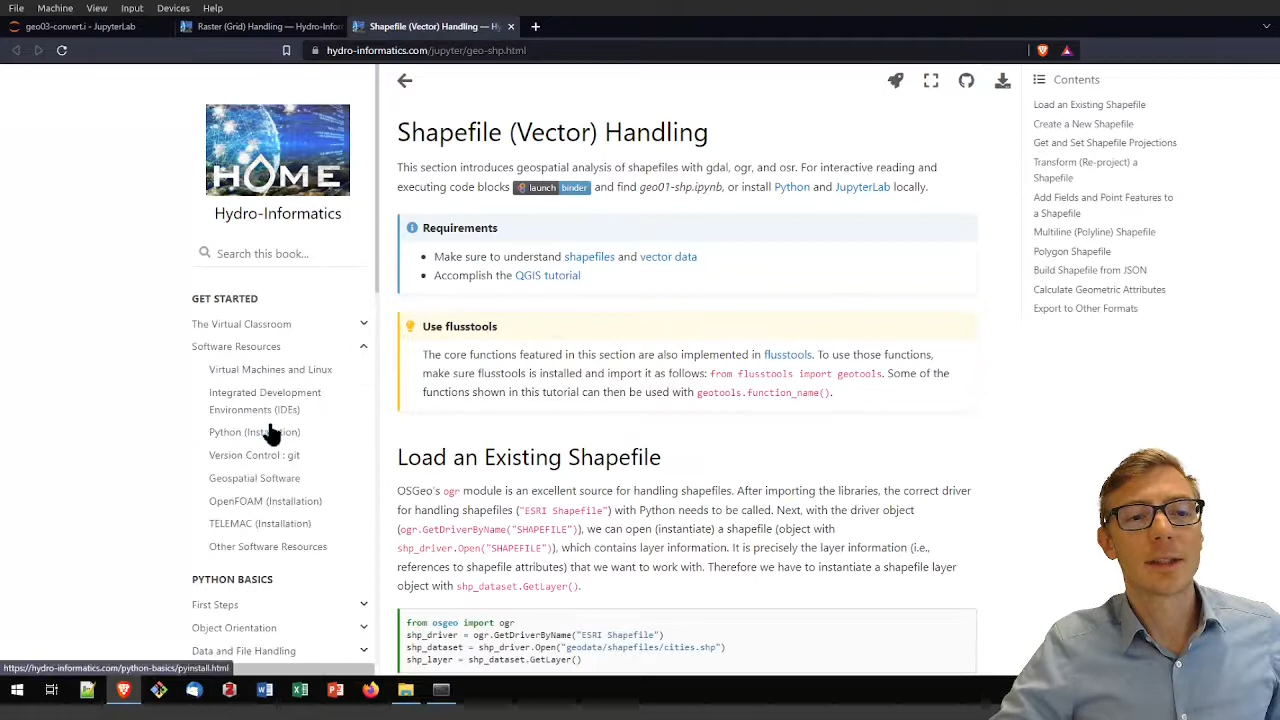 File Machine View Input Devices Help
geo03-convert.i - JupyterLab
Raster (Grid) Handling — Hydro-Infor
Shapefile (Vector) Handling — H
hydro-informatics.com/jupyter/geo-shp.html
HOME
Hydro-Informatics
Search this book...
GET STARTED
The Virtual Classroom
Software Resources
Virtual Machines and Linux
Integrated Development
Environments (IDEs)
Python (Installation)
Version Control : git
Geospatial Software
OpenFOAM (Installation)
TELEMAC (Installation)
Other Software Resources
PYTHON BASICS
First Steps
Object Orientation
Data and File Handling
https://hydro-informatics.com/python-basics/pyinstall.html
Shapefile (Vector) Handling
This section introduces geospatial analysis of shapefiles with gdal, ogr, and osr. For interactive reading and
executing code blocks launch binder and find geo01-shp.ipynb, or install Python and JupyterLab locally.
Requirements
• Make sure to understand shapefiles and vector data
• Accomplish the QGIS tutorial
Use flusstools
The core functions featured in this section are also implemented in flusstools. To use those functions,
make sure flusstools is installed and import it as follows: from flusstools import geotools. Some of the
functions shown in this tutorial can then be used with geotools.function_name().
Load an Existing Shapefile
OSGeo's ogr module is an excellent source for handling shapefiles. After importing the libraries, the correct driver
for handling shapefiles ("ESRI Shapefile") with Python needs to be called. Next, with the driver object
(ogr.GetDriverByName("SHAPEFILE")), we can open (instantiate) a shapefile (object with
shp_driver.Open("SHAPEFILE")), which contains layer information. It is precisely the layer information (i.e.,
references to shapefile attributes) that we want to work with. Therefore we have to instantiate a shapefile layer
object with shp_dataset.GetLayer().
from osgeo import ogr
shp_driver = ogr.GetDriverByName("ESRI Shapefile")
shp_dataset = shp_driver.Open("geodata/shapefiles/cities.shp")
shp_layer = shp_dataset.GetLayer()
Contents
Load an Existing Shapefile
Create a New Shapefile
Get and Set Shapefile Projections
Transform (Re-project) a
Shapefile
Add Fields and Point Features to
a Shapefile
Multiline (Polyline) Shapefile
Polygon Shapefile
Build Shapefile from JSON
Calculate Geometric Attributes
Export to Other Formats